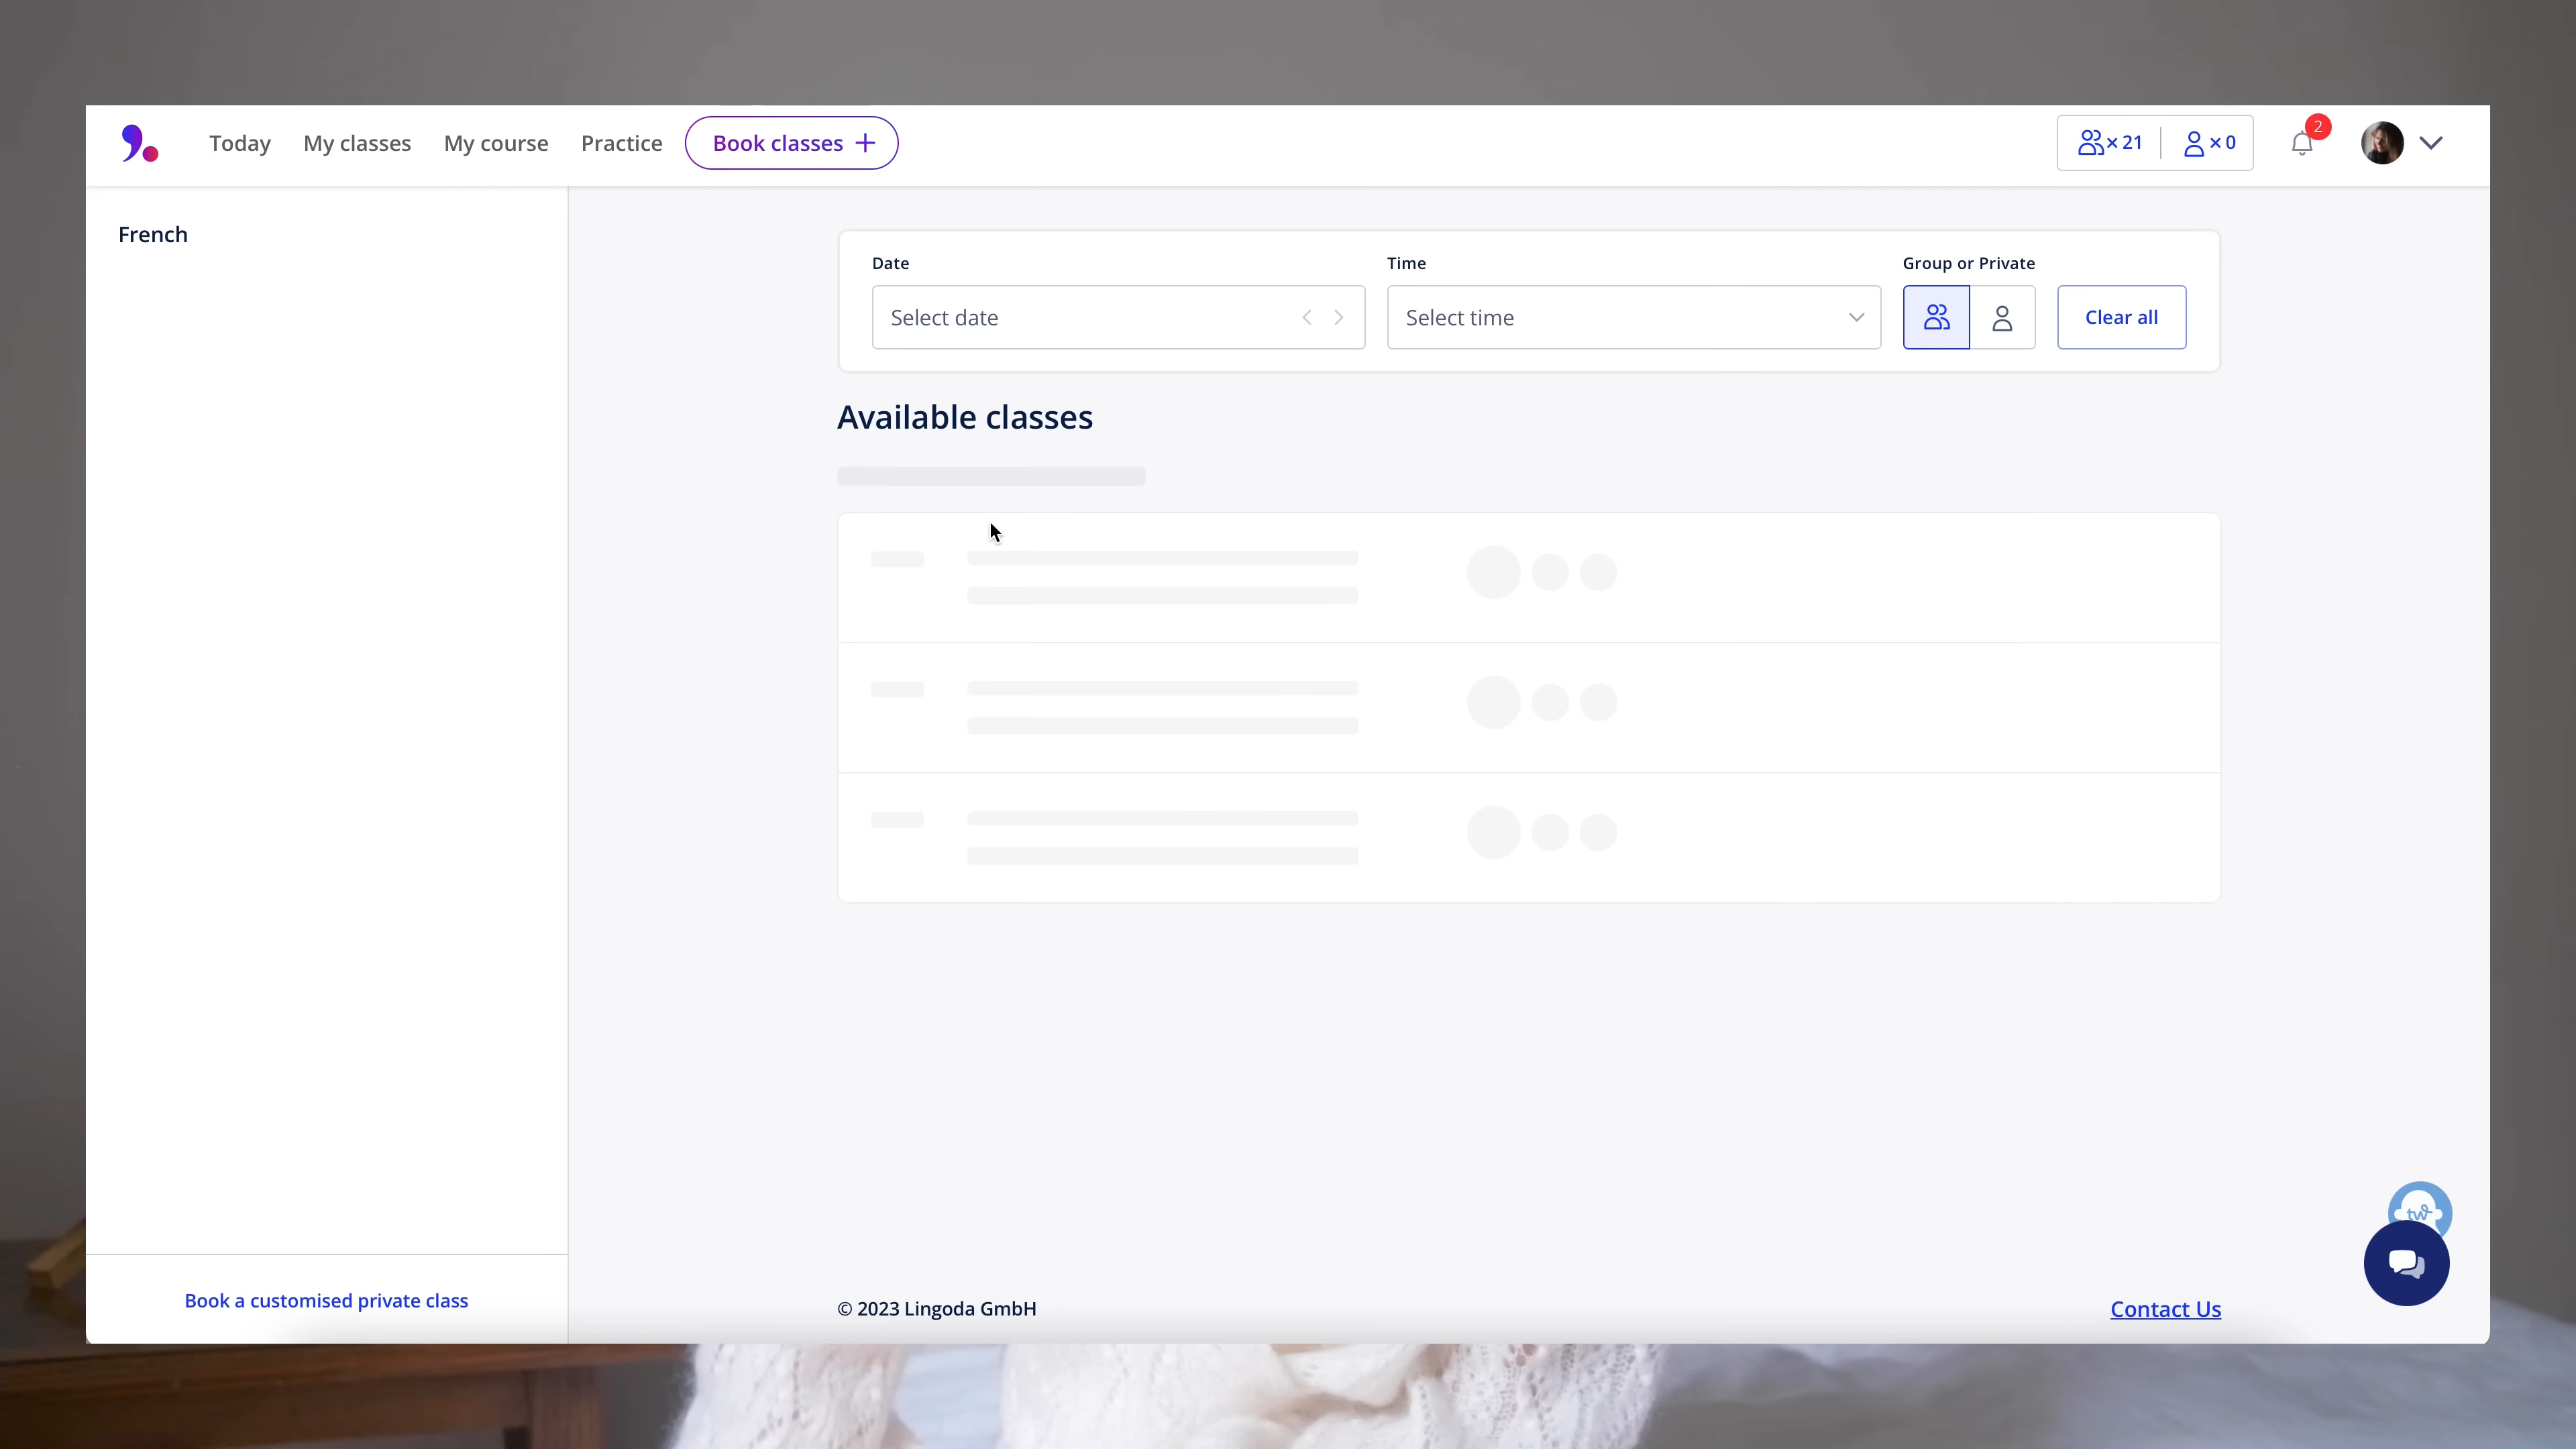 Today
My classes
My course
Practice
Book classes +
× 21
× 0
2
French
Date
Time
Group or Private
Select date
Select time
Clear all
Available classes
tw
Book a customised private class
© 2023 Lingoda GmbH
Contact Us